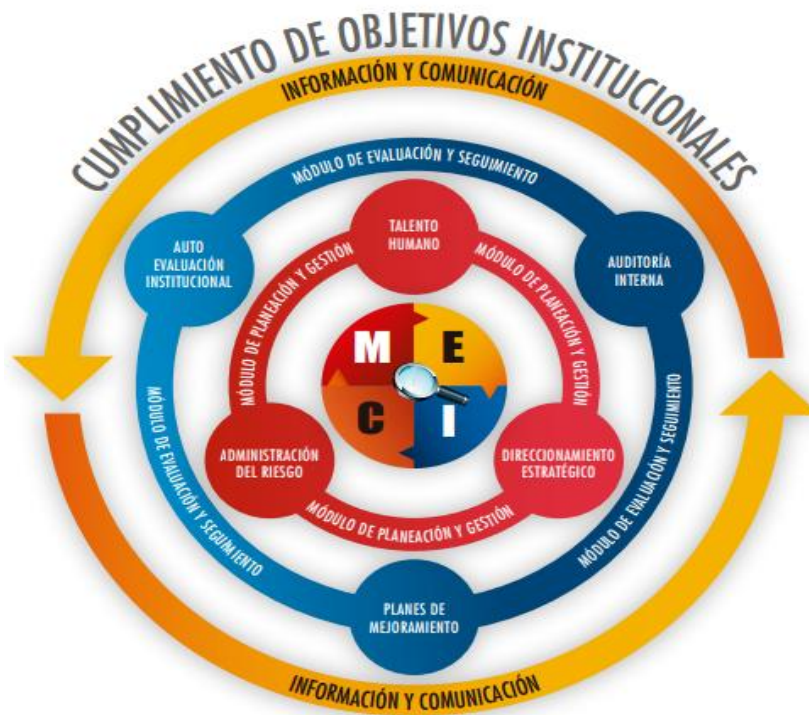 CUMPLIMIENTO DE OBJETIVOS INSTITUCIONALES
INFORMACIÓN Y COMUNICACIÓN
MÓDULO DE EVALUACIÓN Y SEGUIMIENTO
AUTO
EVALUACIÓN
INSTITUCIONAL
TALENTO
HUMANO
AUDITORÍA
INTERNA
MÓDULO DE PLANEACIÓN Y GESTIÓN
MÓDULO DE PLANEACIÓN Y GESTIÓN
M E
C I
MÓDULO DE EVALUACIÓN Y SEGUIMIENTO
MÓDULO DE EVALUACIÓN Y SEGUIMIENTO
ADMINISTRACIÓN
DEL RIESGO
DIRECCIONAMIENTO
ESTRATÉGICO
MÓDULO DE PLANEACIÓN Y GESTIÓN
PLANES DE
MEJORAMIENTO
INFORMACIÓN Y COMUNICACIÓN